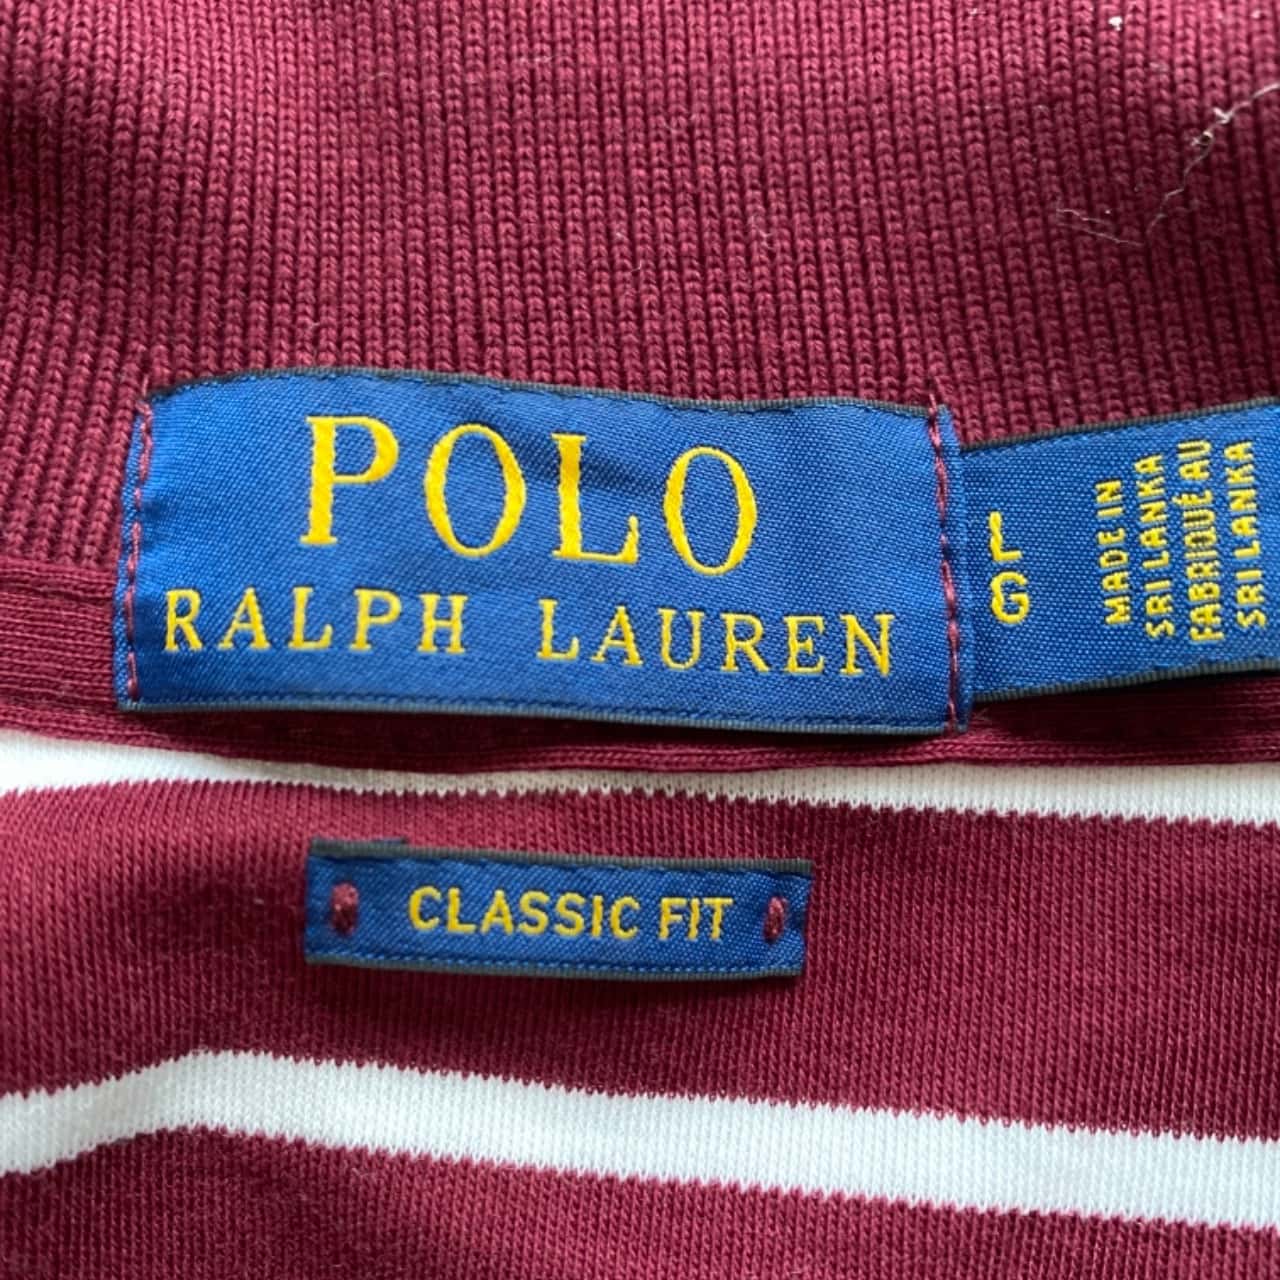 POLO
RALPH LAUREN
L
G
MADE IN
SRI LANKA
FABRIQUÉ AU
SRI LANKA
CLASSIC FIT